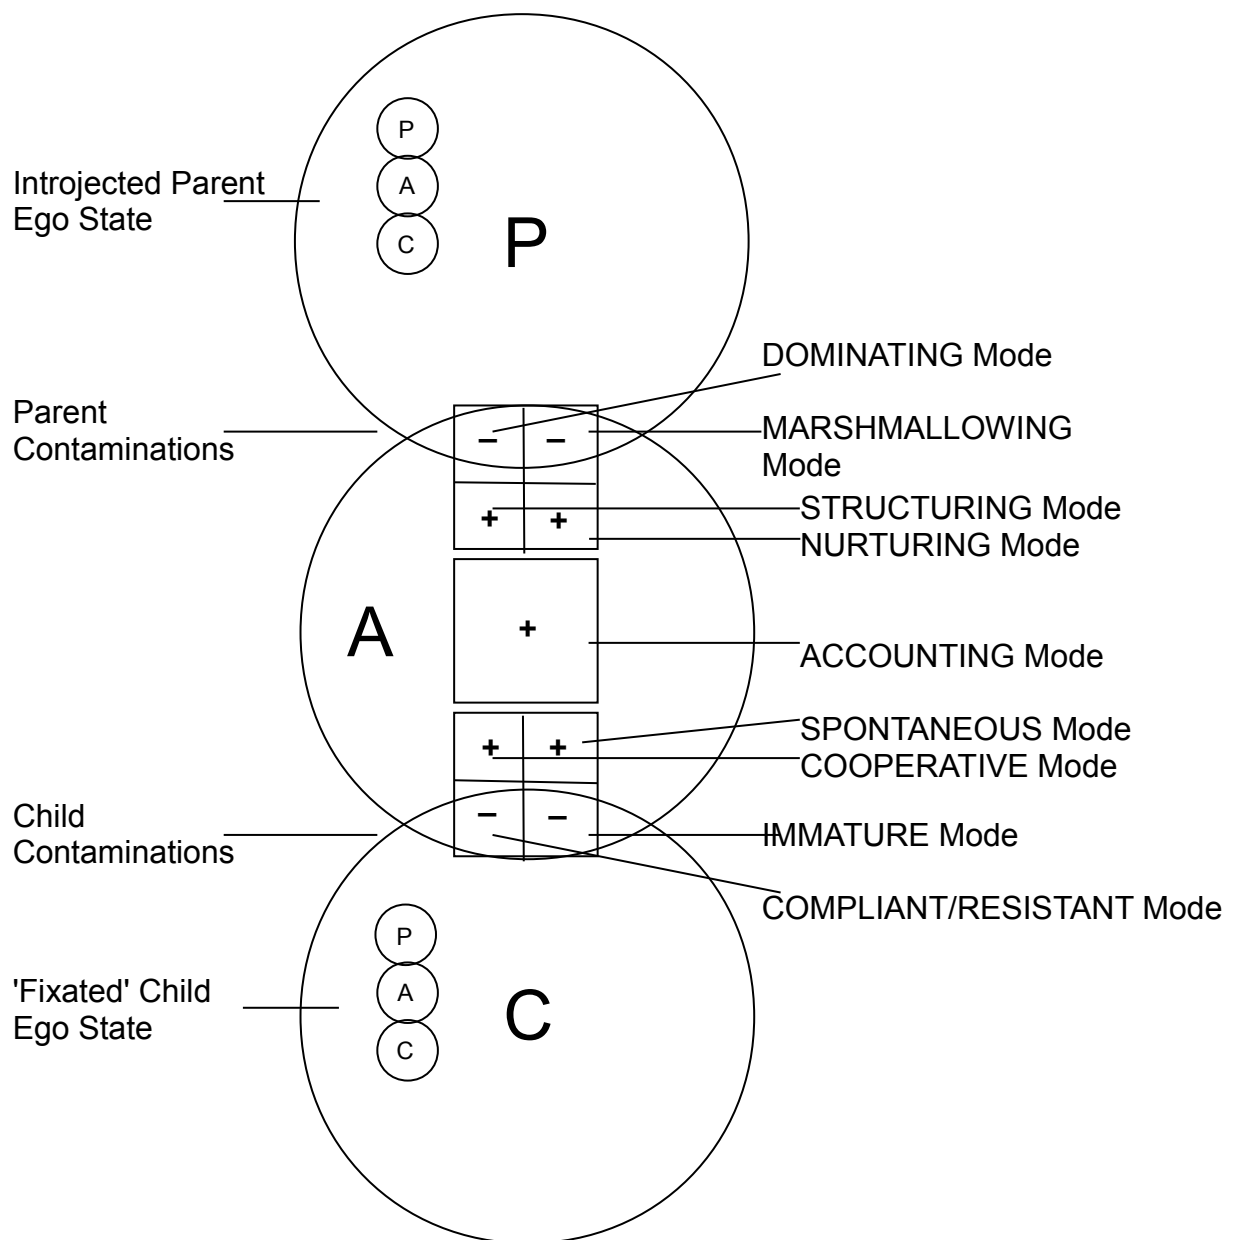 P
A
C
P
Introjected Parent
Ego State
DOMINATING Mode
Parent
Contaminations
MARSHMALLOWING
Mode
− −
STRUCTURING Mode
+ +
NURTURING Mode
A
+
ACCOUNTING Mode
SPONTANEOUS Mode
+ +
COOPERATIVE Mode
Child
Contaminations
− −
IMMATURE Mode
COMPLIANT/RESISTANT Mode
P
A
C
'Fixated' Child
Ego State
C